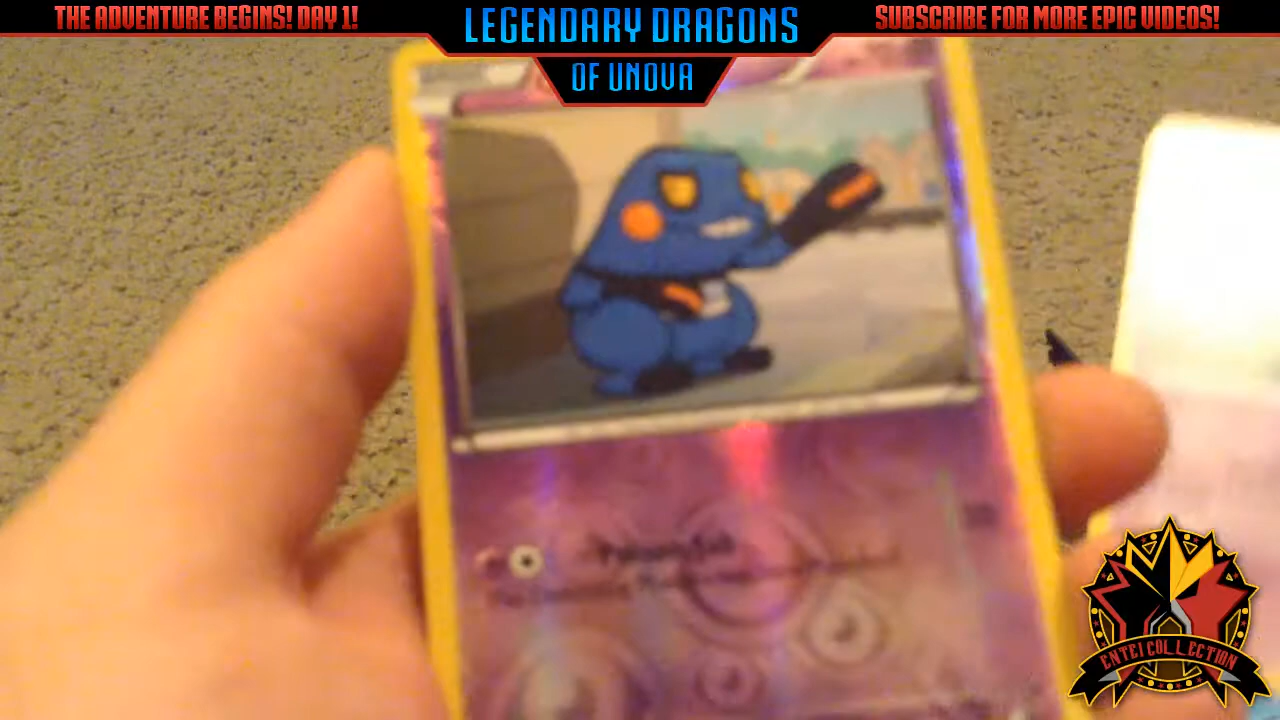 THE ADVENTURE BEGINS! DAY 1!
LEGENDARY DRAGONS
OF UNOVA
SUBSCRIBE FOR MORE EPIC VIDEOS!
ENTEI COLLECTION